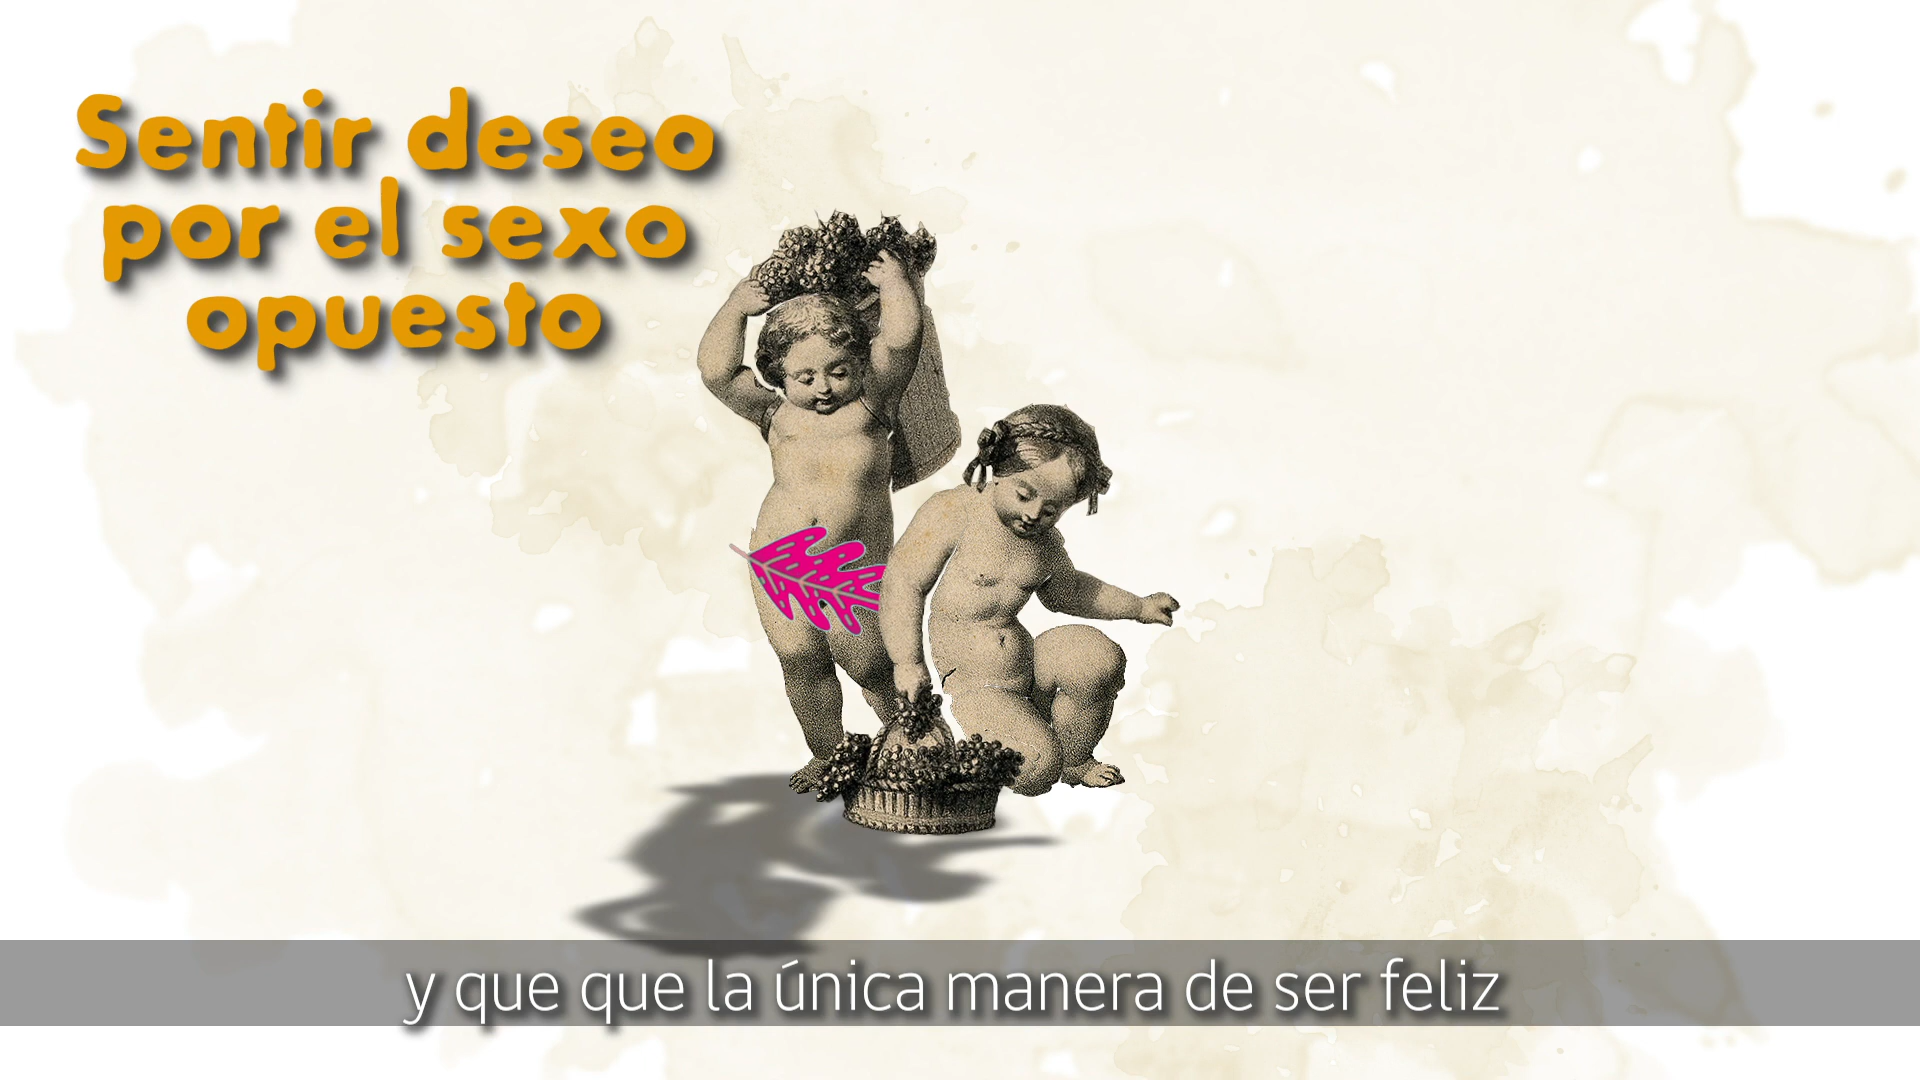 Sentir deseo
por el sexo
opuesto
y que que la única manera de ser feliz